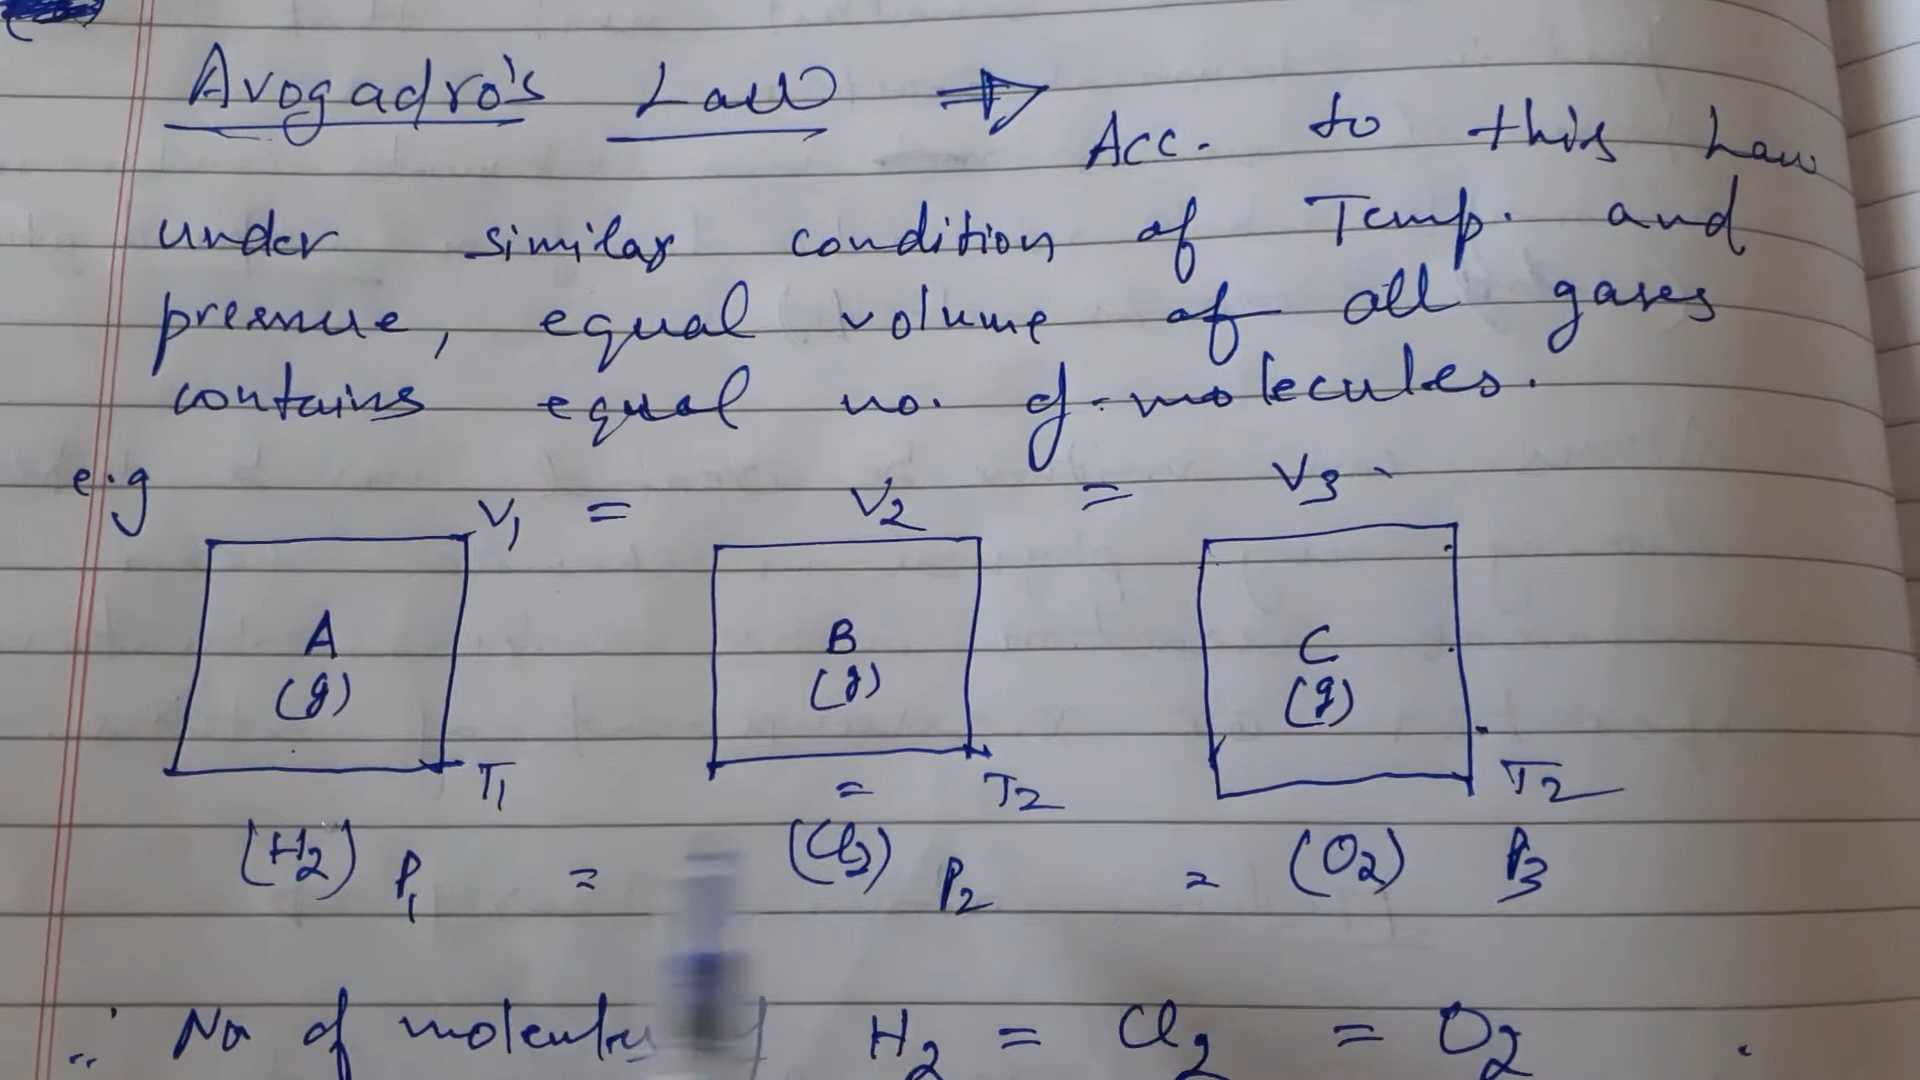 Avogadro's Law ⇒ Acc. to this Law
under similar condition of Temp. and
pressure, equal volume of all gases
contains equal no. of molecules.
e.g V1 = V2 = V3
A B C
(g) (g) (g)
T1 = T2 T2
(H2) P1 = (Cl2) P2 = (O2) P3
∴ No of molecules H2 = Cl2 = O2